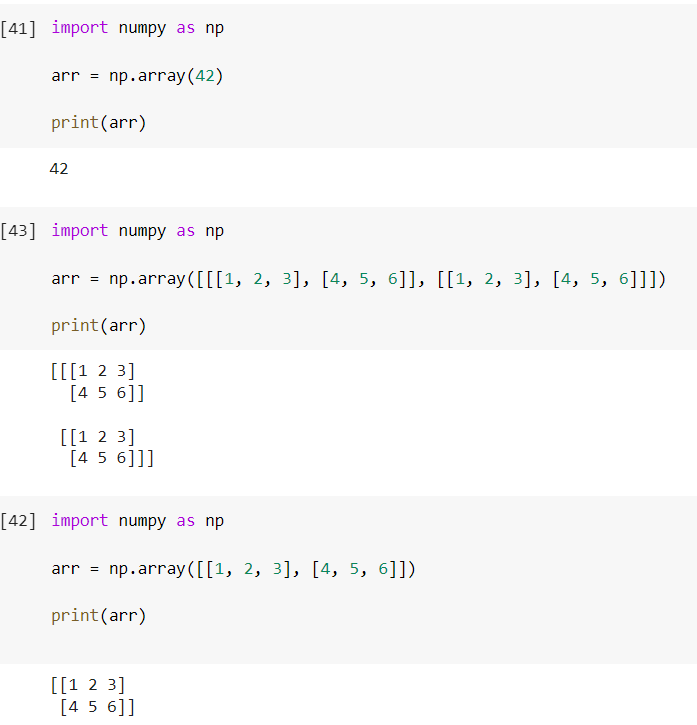 [41] import numpy as np
arr = np.array(42)
print(arr)
42
[43] import numpy as np
arr = np.array([[[1, 2, 3], [4, 5, 6]], [[1, 2, 3], [4, 5, 6]]])
print(arr)
[[[1 2 3]
[4 5 6]]
[[1 2 3]
[4 5 6]]]
[42] import numpy as np
arr = np.array([[1, 2, 3], [4, 5, 6]])
print(arr)
[[1 2 3]
[4 5 6]]